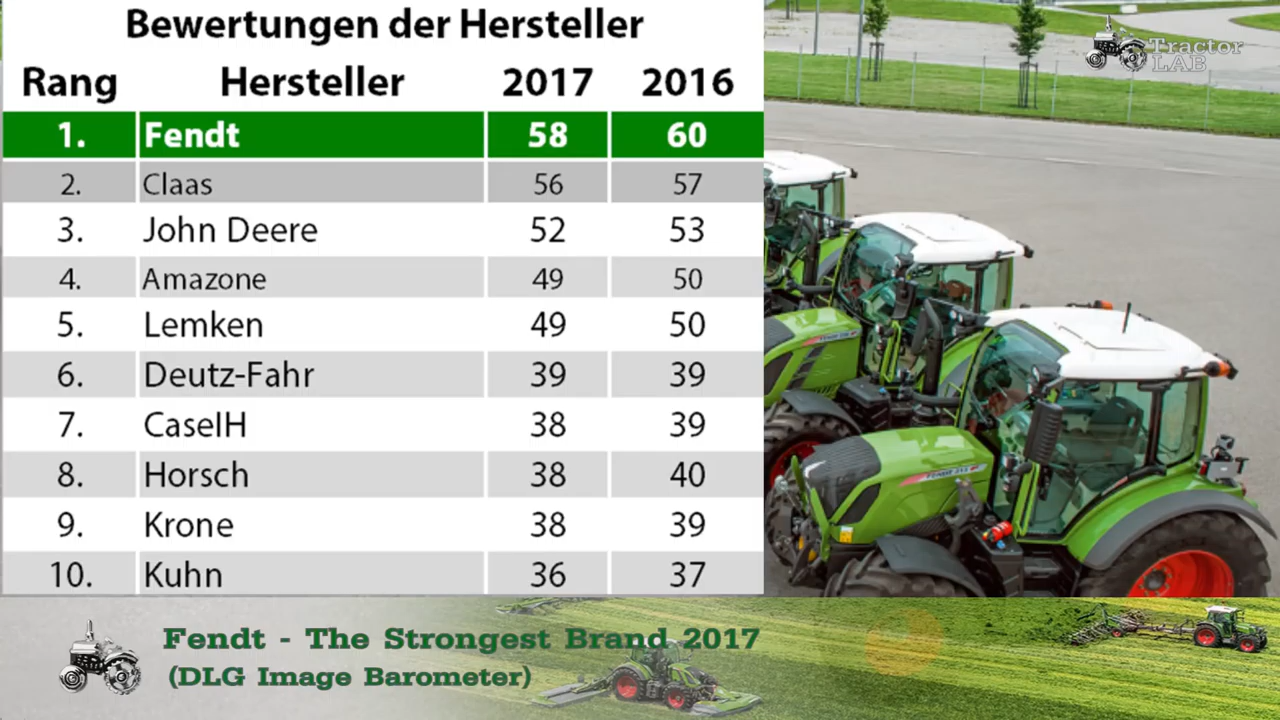 Bewertungen der Hersteller
Rang Hersteller 2017 2016
1. Fendt 58 60
2. Claas 56 57
3. John Deere 52 53
4. Amazone 49 50
5. Lemken 49 50
6. Deutz-Fahr 39 39
7. CaseIH 38 39
8. Horsch 38 40
9. Krone 38 39
10. Kuhn 36 37
Tractor
LAB
FENDT 313
Fendt - The Strongest Brand 2017
(DLG Image Barometer)